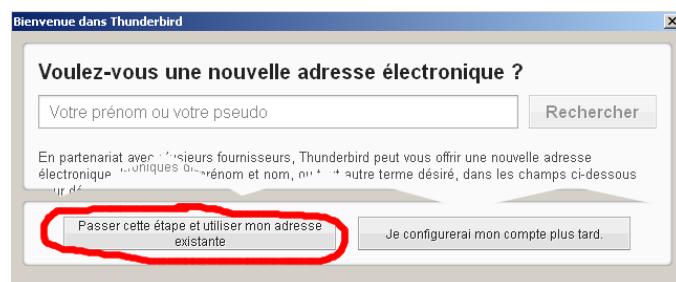 Bienvenue dans Thunderbird
Voulez-vous une nouvelle adresse électronique ?
Votre prénom ou votre pseudo
Rechercher
En partenariat avec plusieurs fournisseurs, Thunderbird peut vous offrir une nouvelle adresse
électronique prénom et nom, autre terme désiré, dans les champs ci-dessous
Passer cette étape et utiliser mon adresse
existante
Je configurerai mon compte plus tard.